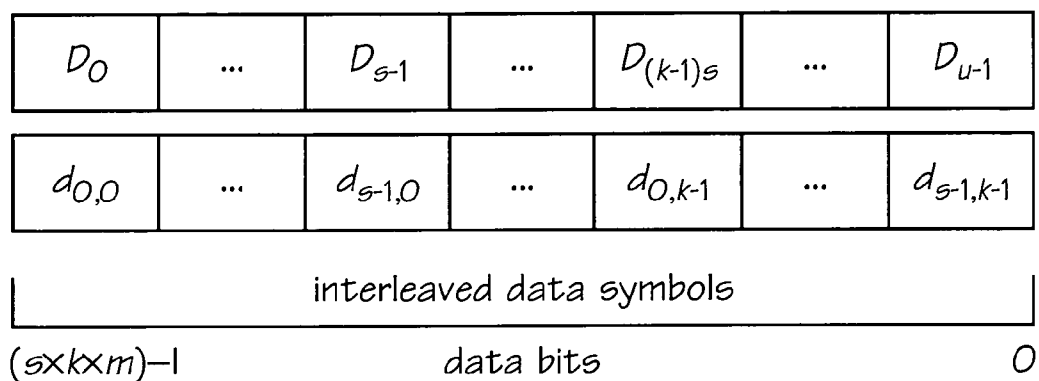 D0 ... Ds-1 ... D(k-1)s ... Du-1
d0,0 ... ds-1,0 ... d0,k-1 ... ds-1,k-1
interleaved data symbols
(s×k×m)–1 data bits 0